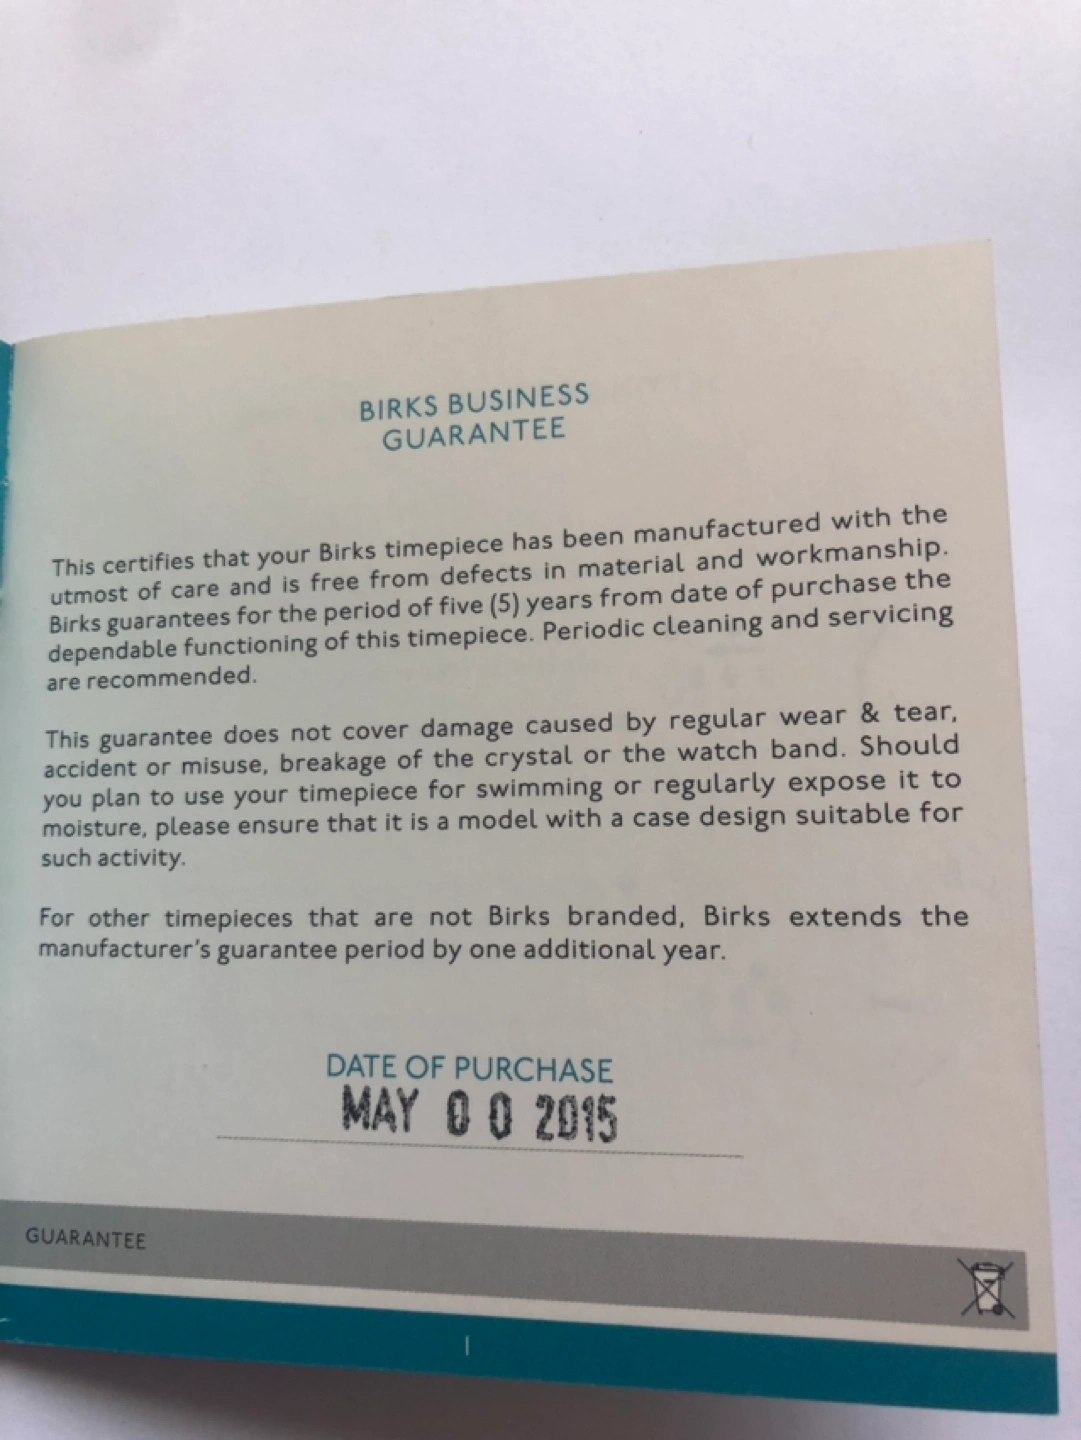 BIRKS BUSINESS
GUARANTEE
This certifies that your Birks timepiece has been manufactured with the
utmost of care and is free from defects in material and workmanship.
Birks guarantees for the period of five (5) years from date of purchase the
dependable functioning of this timepiece. Periodic cleaning and servicing
are recommended.
This guarantee does not cover damage caused by regular wear & tear,
accident or misuse, breakage of the crystal or the watch band. Should
you plan to use your timepiece for swimming or regularly expose it to
moisture, please ensure that it is a model with a case design suitable for
such activity.
For other timepieces that are not Birks branded, Birks extends the
manufacturer's guarantee period by one additional year.
DATE OF PURCHASE
MAY 00 2015
GUARANTEE
1